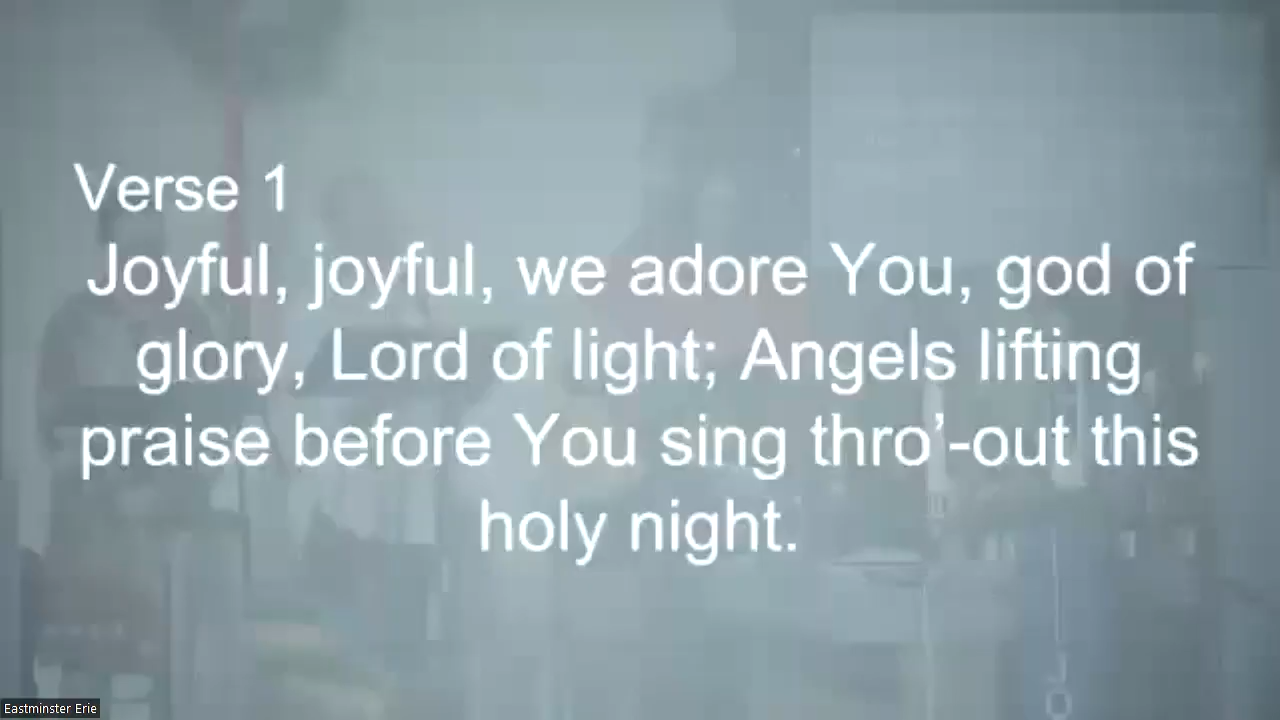 Verse 1
Joyful, joyful, we adore You, god of
glory, Lord of light; Angels lifting
praise before You sing thro’-out this
holy night.
Eastminster Erie